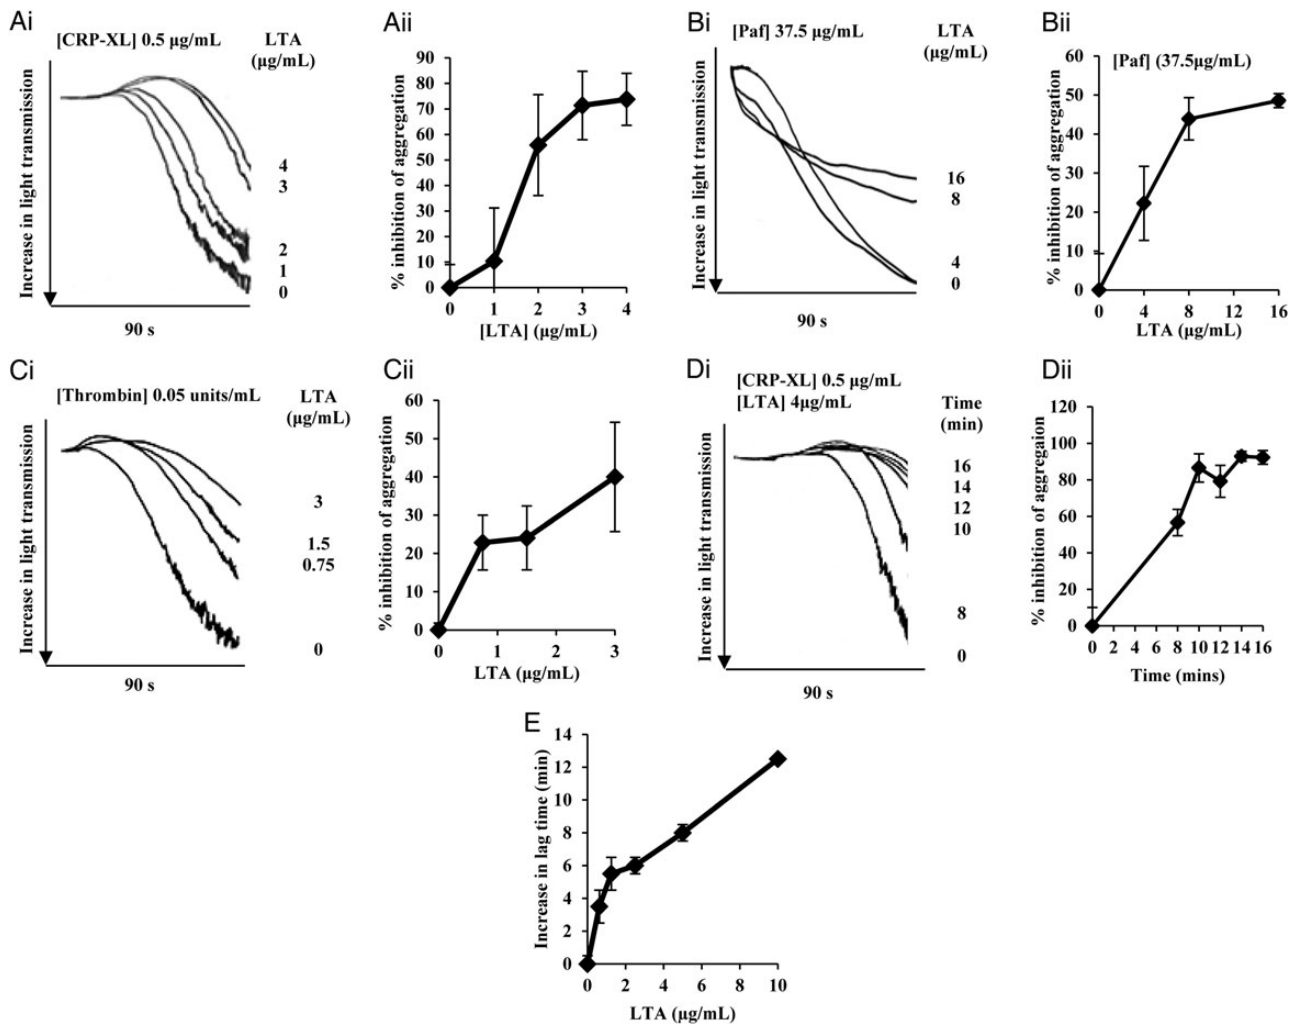 Ai
[CRP-XL] 0.5 µg/mL
LTA
(µg/mL)
Increase in light transmission
4
3
2
1
0
90 s
Aii
% inhibition of aggregation
90
80
70
60
50
40
30
20
10
0
0 1 2 3 4
[LTA] (µg/mL)
Bi
[Paf] 37.5 µg/mL
LTA
(µg/mL)
Increase in light transmission
16
8
4
0
90 s
Bii
[Paf] (37.5µg/mL)
% inhibition of aggregation
60
50
40
30
20
10
0
0 4 8 12 16
LTA (µg/mL)
Ci
[Thrombin] 0.05 units/mL
LTA
(µg/mL)
Increase in light transmission
3
1.5
0.75
0
90 s
Cii
% inhibition of aggregation
60
50
40
30
20
10
0
0 1 2 3
LTA (µg/mL)
Di
[CRP-XL] 0.5 µg/mL
[LTA] 4µg/mL
Time
(min)
Increase in light transmission
16
14
12
10
8
0
90 s
Dii
% inhibition of aggregaion
120
100
80
60
40
20
0
0 2 4 6 8 10 12 14 16
Time (mins)
E
Increase in lag time (min)
14
12
10
8
6
4
2
0
0 2 4 6 8 10
LTA (µg/mL)